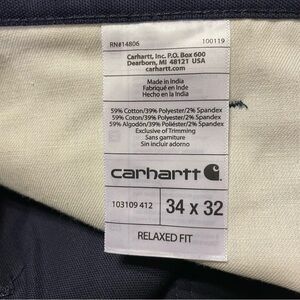 RN#14806 100119
Carhartt, Inc. P.O. Box 600
Dearborn, MI 48121 USA
carhartt.com
Made in India
Fabriqué en Inde
Hecho en la India
59% Cotton/39% Polyester/2% Spandex
59% Coton/39% Polyester/2% Spandex
59% Algodón/39% Poliéster/2% Spandex
Exclusive of Trimming
Sans garniture
Sin incluir adorno
carhartt
103109 412 34 x 32
RELAXED FIT